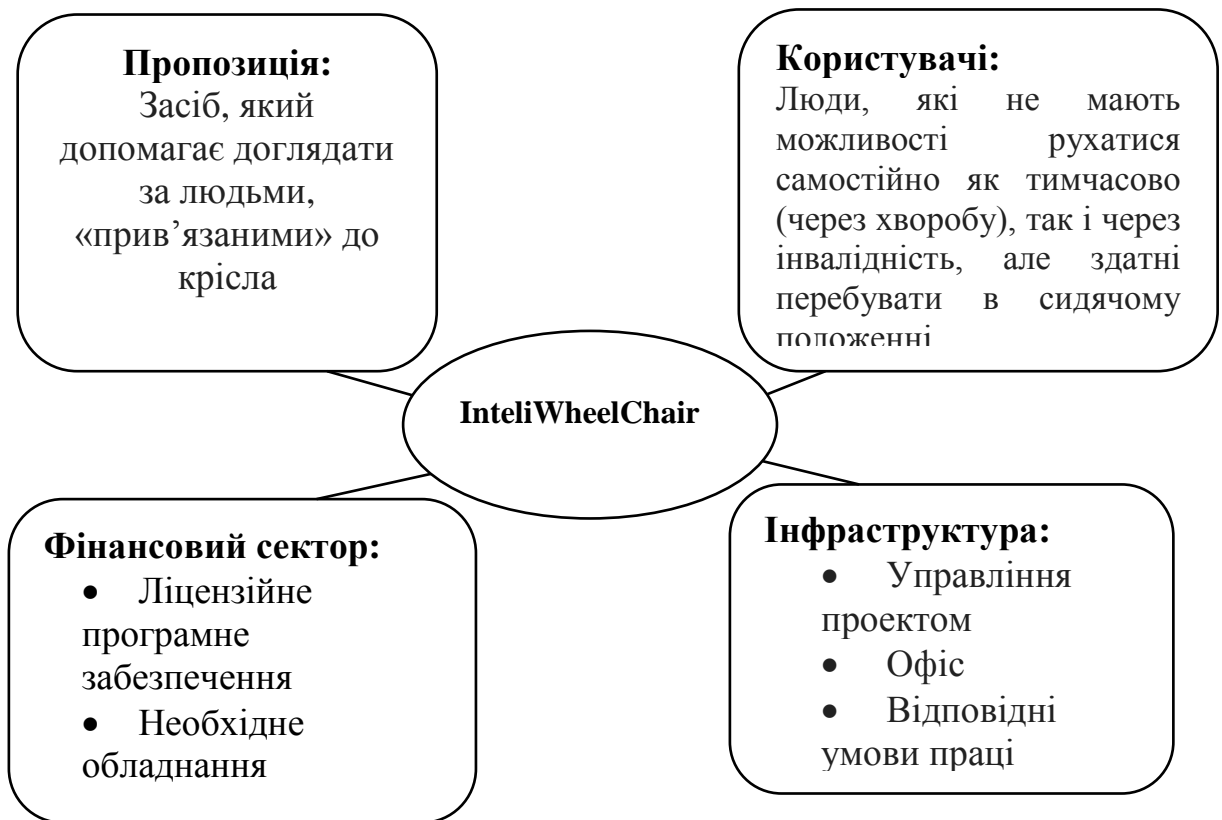 Пропозиція:
Засіб, який
допомагає доглядати
за людьми,
«прив’язаними» до
крісла
Користувачі:
Люди, які не мають
можливості рухатися
самостійно як тимчасово
(через хворобу), так і через
інвалідність, але здатні
перебувати в сидячому
положенні
InteliWheelChair
Фінансовий сектор:
• Ліцензійне
програмне
забезпечення
• Необхідне
обладнання
Інфраструктура:
• Управління
проектом
• Офіс
• Відповідні
умови праці